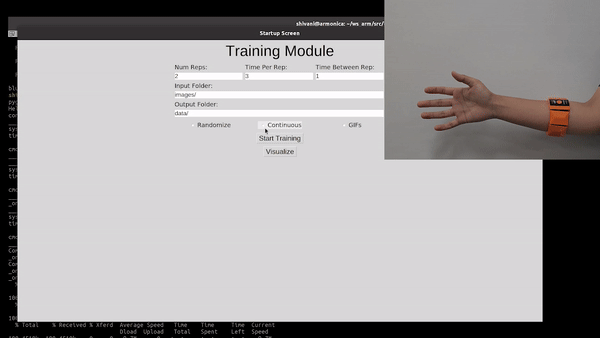 shivani@armonica: ~/ws_arm/src/
Startup Screen
Training Module
Num Reps: Time Per Rep: Time Between Rep:
2 3 1
Input Folder:
images/
Output Folder:
data/
Randomize Continuous GIFs
Start Training
Visualize
% Total % Received % Xferd Average Speed Time Time Time Current
Dload Upload Total Spent Left Speed